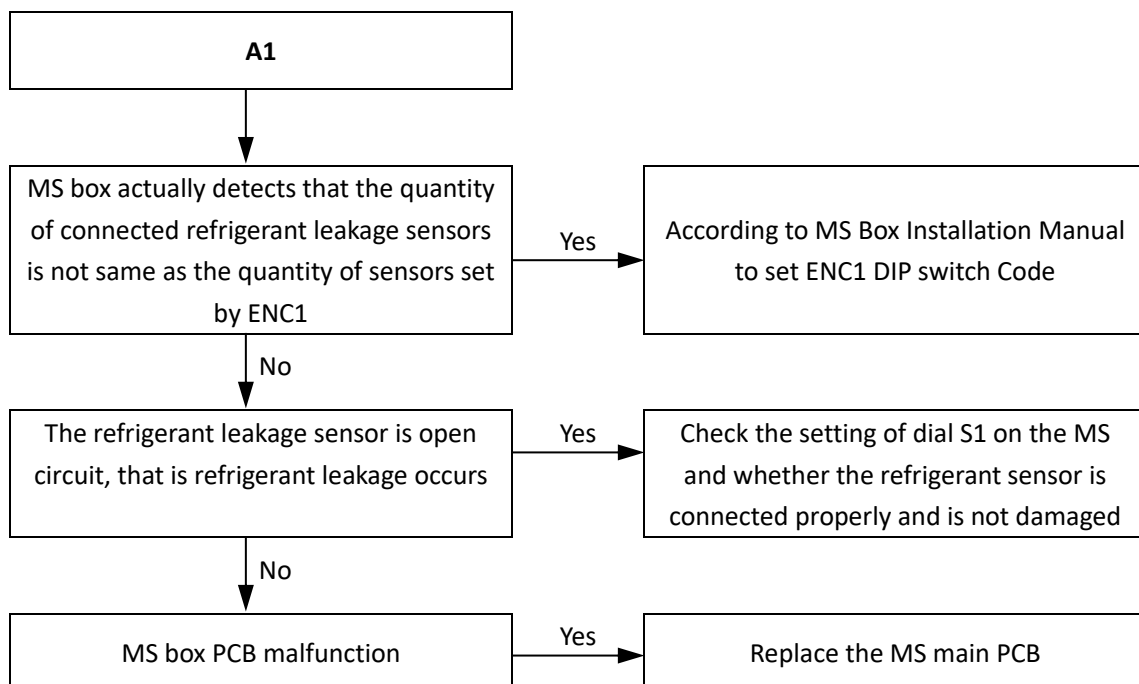 A1
MS box actually detects that the quantity
of connected refrigerant leakage sensors
is not same as the quantity of sensors set
by ENC1
Yes
According to MS Box Installation Manual
to set ENC1 DIP switch Code
No
The refrigerant leakage sensor is open
circuit, that is refrigerant leakage occurs
Yes
Check the setting of dial S1 on the MS
and whether the refrigerant sensor is
connected properly and is not damaged
No
MS box PCB malfunction
Yes
Replace the MS main PCB